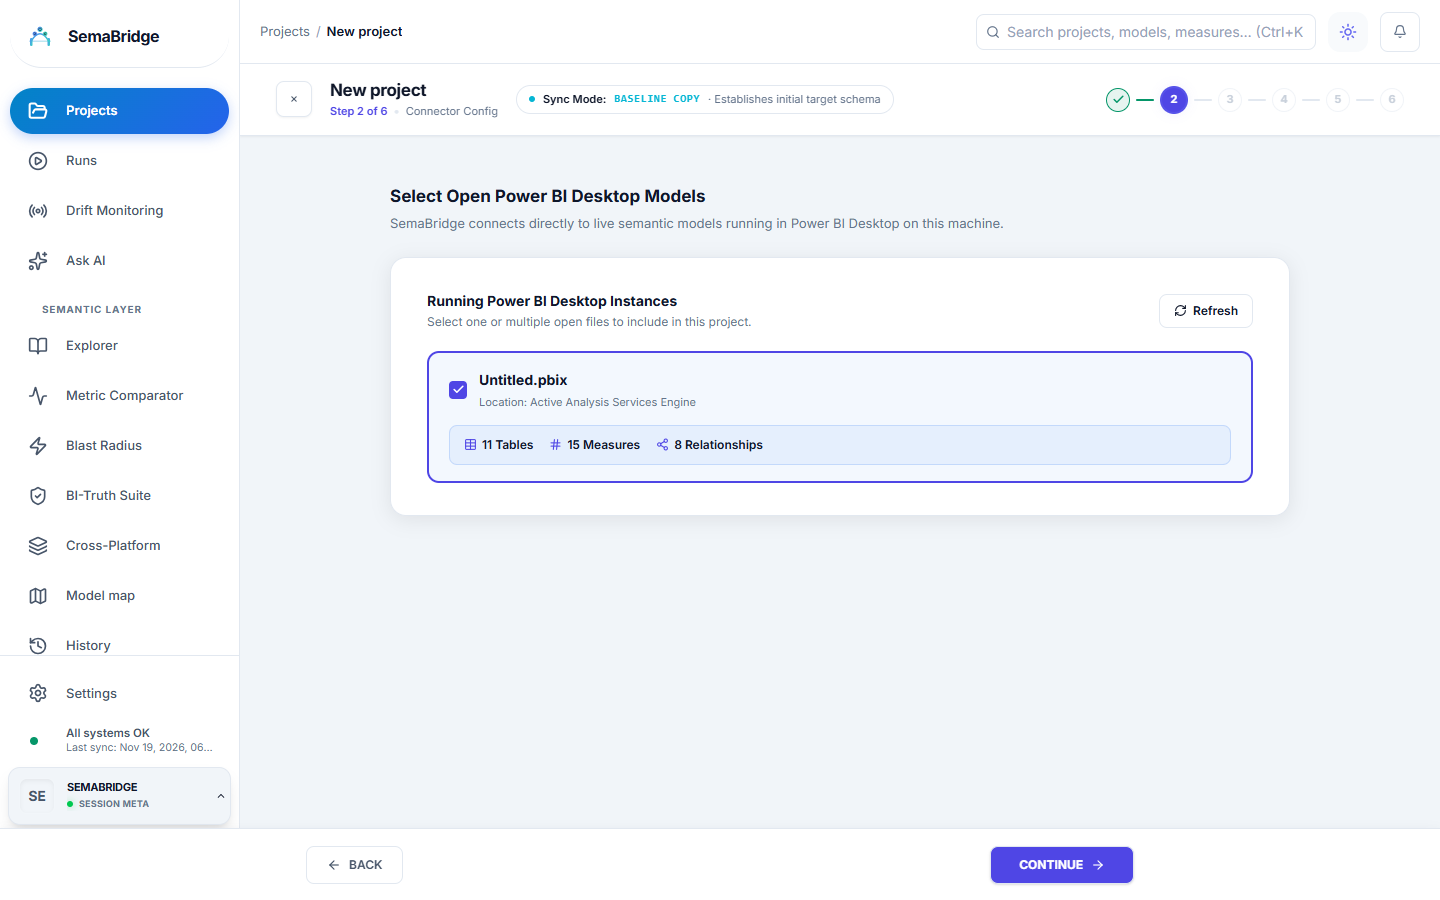 SemaBridge
Projects
Runs
Drift Monitoring
Ask AI
SEMANTIC LAYER
Explorer
Metric Comparator
Blast Radius
BI-Truth Suite
Cross-Platform
Model map
History
Settings
All systems OK
Last sync: Nov 19, 2026, 06...
SE
SEMABRIDGE
SESSION META
Projects / New project
Search projects, models, measures... (Ctrl+K
×
New project
Step 2 of 6 • Connector Config
Sync Mode: BASELINE COPY · Establishes initial target schema
2
3
4
5
6
Select Open Power BI Desktop Models
SemaBridge connects directly to live semantic models running in Power BI Desktop on this machine.
Running Power BI Desktop Instances
Select one or multiple open files to include in this project.
Refresh
Untitled.pbix
Location: Active Analysis Services Engine
11 Tables
15 Measures
8 Relationships
BACK
CONTINUE